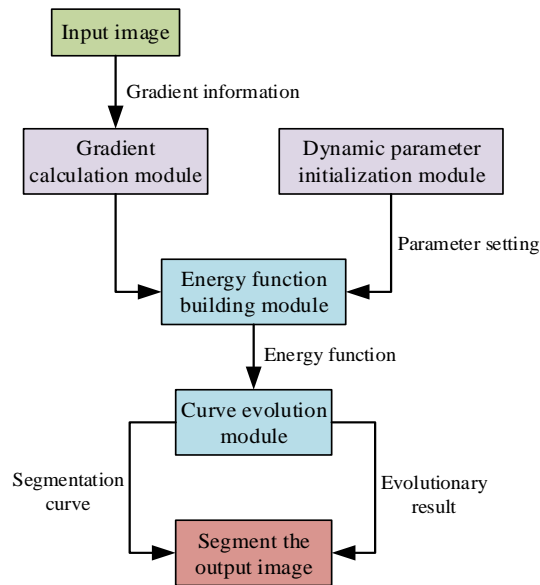 Input image
Gradient information
Gradient
calculation module
Dynamic parameter
initialization module
Parameter setting
Energy function
building module
Energy function
Curve evolution
module
Segmentation
curve
Evolutionary
result
Segment the
output image